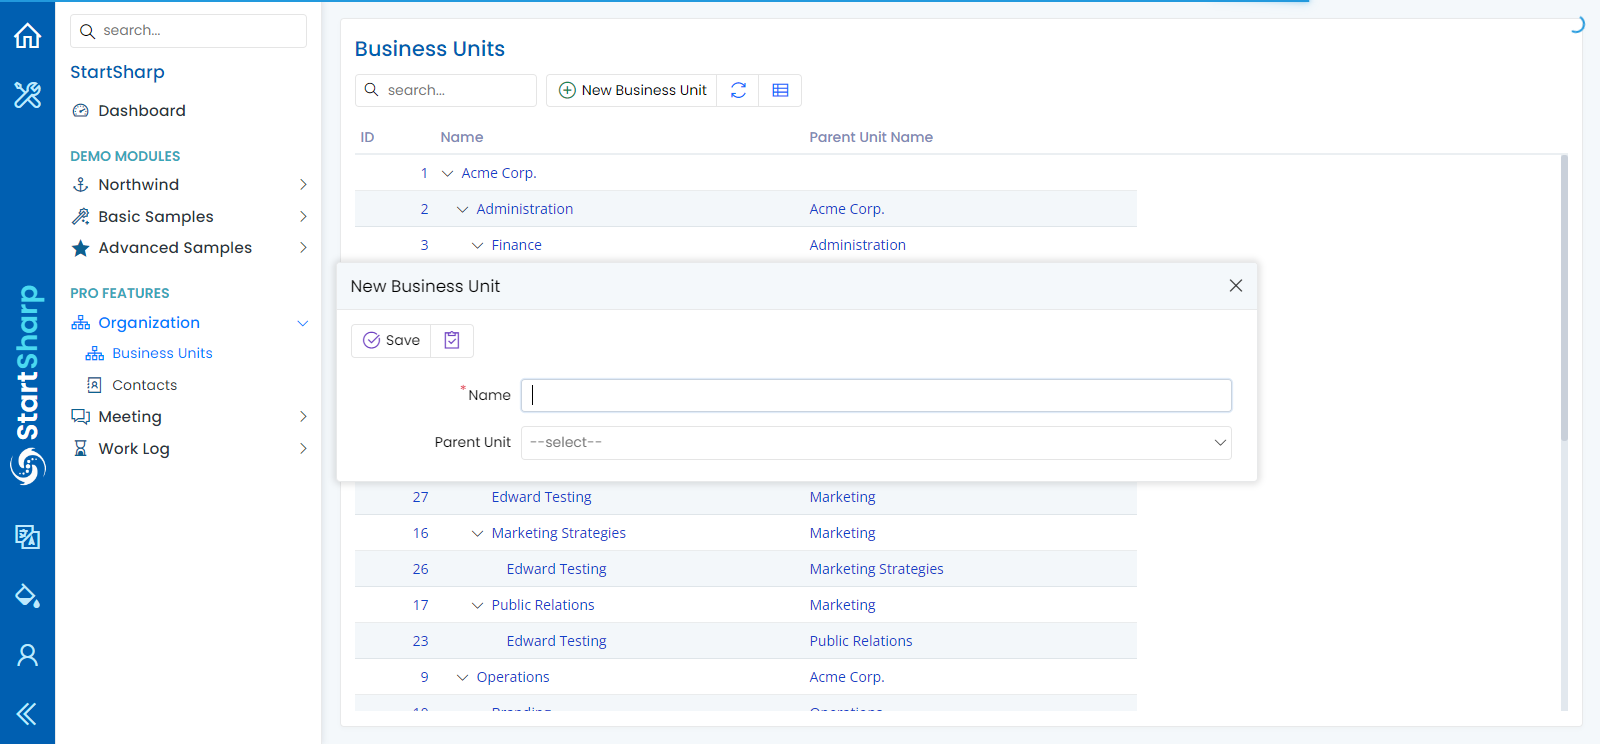 search...
StartSharp
Dashboard
DEMO MODULES
Northwind
Basic Samples
Advanced Samples
PRO FEATURES
Organization
Business Units
Contacts
Meeting
Work Log
StartSharp
Business Units
search...
New Business Unit
ID Name Parent Unit Name
1 Acme Corp.
2 Administration Acme Corp.
3 Finance Administration
New Business Unit
Save
*Name
Parent Unit --select--
27 Edward Testing Marketing
16 Marketing Strategies Marketing
26 Edward Testing Marketing Strategies
17 Public Relations Marketing
23 Edward Testing Public Relations
9 Operations Acme Corp.
10 Branding Operations